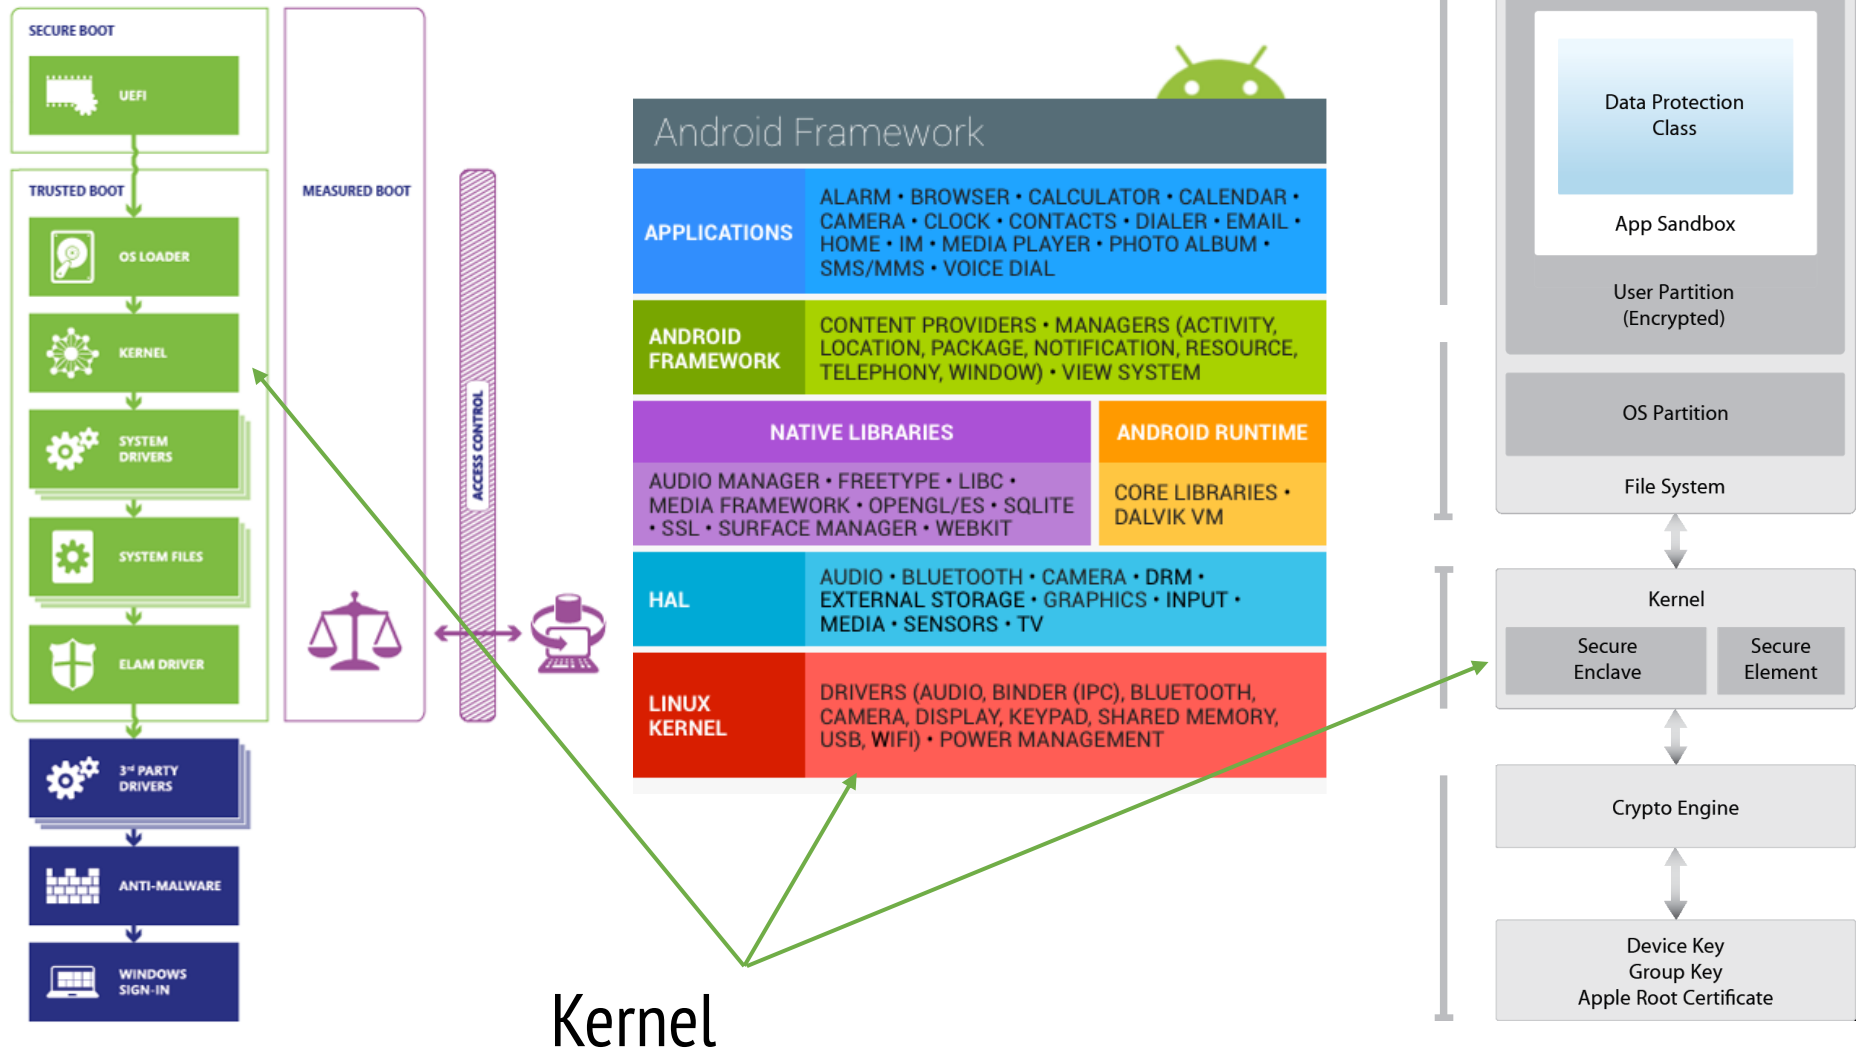 SECURE BOOT
UEFI
TRUSTED BOOT
OS LOADER
KERNEL
SYSTEM
DRIVERS
SYSTEM FILES
ELAM DRIVER
3rd PARTY
DRIVERS
ANTI-MALWARE
WINDOWS
SIGN-IN
MEASURED BOOT
ACCESS CONTROL
Android Framework
APPLICATIONS
ALARM • BROWSER • CALCULATOR • CALENDAR •
CAMERA • CLOCK • CONTACTS • DIALER • EMAIL •
HOME • IM • MEDIA PLAYER • PHOTO ALBUM •
SMS/MMS • VOICE DIAL
ANDROID
FRAMEWORK
CONTENT PROVIDERS • MANAGERS (ACTIVITY,
LOCATION, PACKAGE, NOTIFICATION, RESOURCE,
TELEPHONY, WINDOW) • VIEW SYSTEM
NATIVE LIBRARIES
AUDIO MANAGER • FREETYPE • LIBC •
MEDIA FRAMEWORK • OPENGL/ES • SQLITE
• SSL • SURFACE MANAGER • WEBKIT
ANDROID RUNTIME
CORE LIBRARIES •
DALVIK VM
HAL
AUDIO • BLUETOOTH • CAMERA • DRM •
EXTERNAL STORAGE • GRAPHICS • INPUT •
MEDIA • SENSORS • TV
LINUX
KERNEL
DRIVERS (AUDIO, BINDER (IPC), BLUETOOTH,
CAMERA, DISPLAY, KEYPAD, SHARED MEMORY,
USB, WIFI) • POWER MANAGEMENT
Data Protection
Class
App Sandbox
User Partition
(Encrypted)
OS Partition
File System
Kernel
Secure
Enclave
Secure
Element
Crypto Engine
Device Key
Group Key
Apple Root Certificate
Kernel